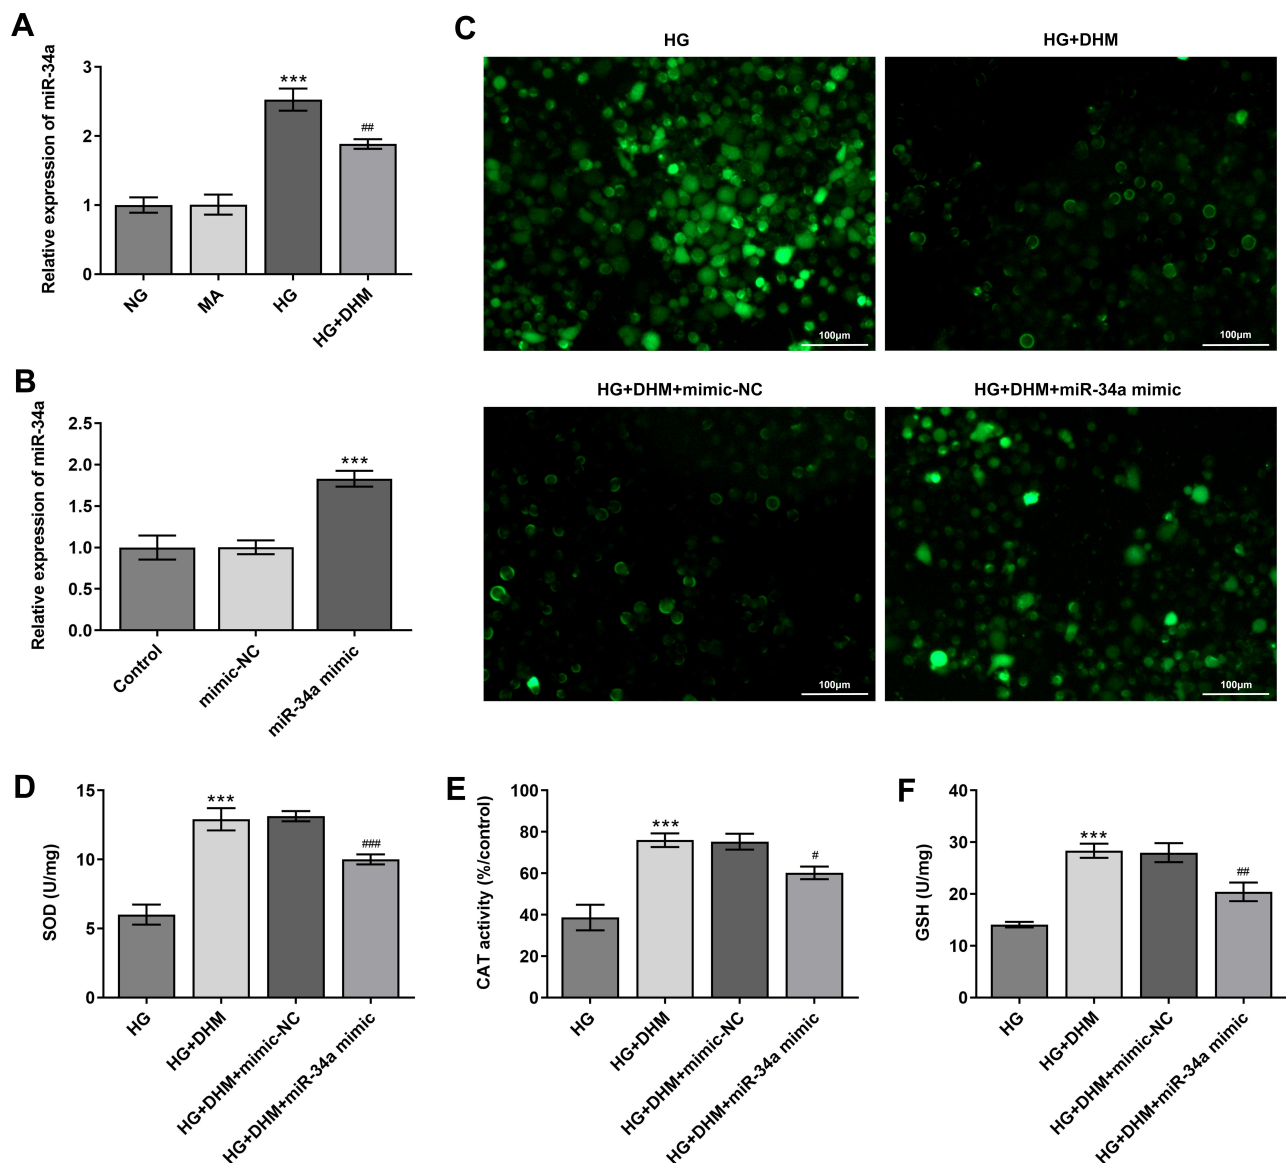 A
Relative expression of miR-34a
3
2
1
0
***
##
NG
MA
HG
HG+DHM
B
Relative expression of miR-34a
2.5
2.0
1.5
1.0
0.5
0.0
***
Control
mimic-NC
miR-34a mimic
C
HG
HG+DHM
100μm
100μm
HG+DHM+mimic-NC
HG+DHM+miR-34a mimic
100μm
100μm
D
SOD (U/mg)
15
10
5
0
***
###
HG
HG+DHM
HG+DHM+mimic-NC
HG+DHM+miR-34a mimic
E
CAT activity (%/control)
100
80
60
40
20
0
***
#
HG
HG+DHM
HG+DHM+mimic-NC
HG+DHM+miR-34a mimic
F
GSH (U/mg)
40
30
20
10
0
***
##
HG
HG+DHM
HG+DHM+mimic-NC
HG+DHM+miR-34a mimic